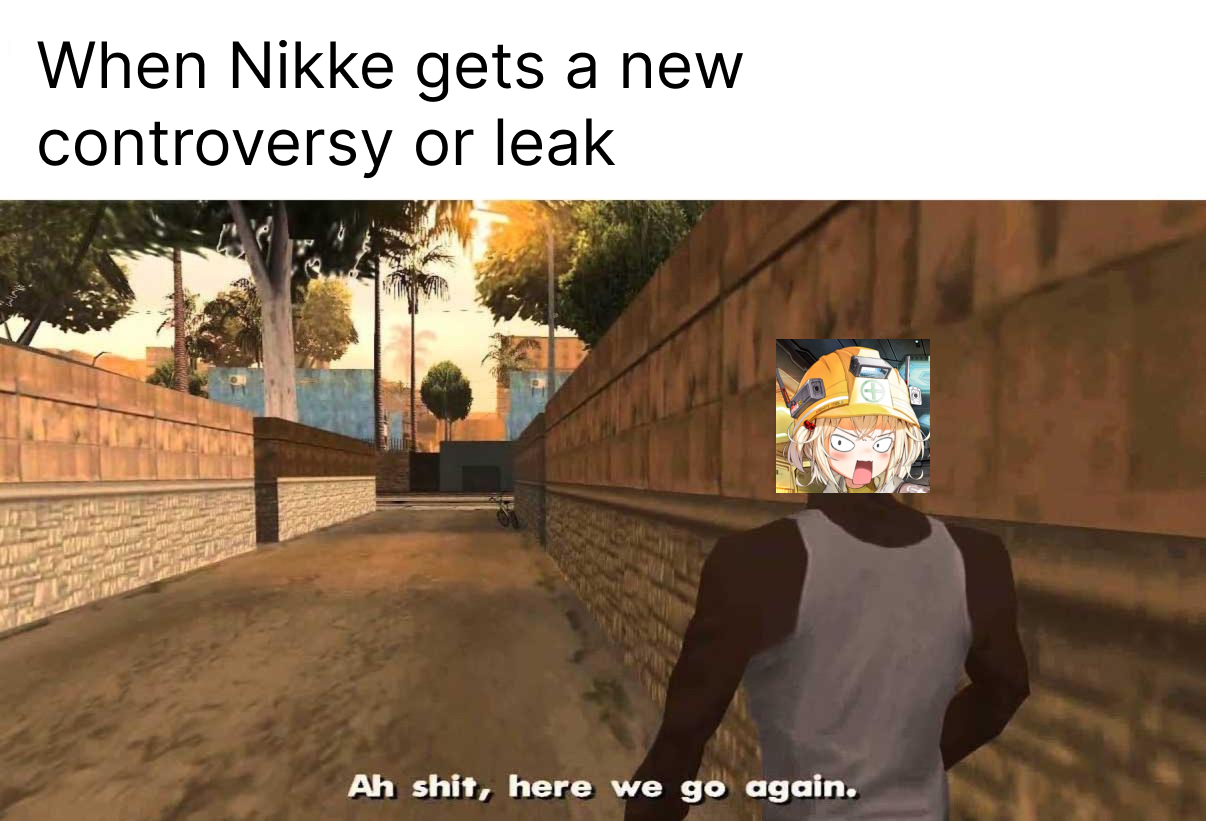 When Nikke gets a new
controversy or leak
Ah shit, here we go again.